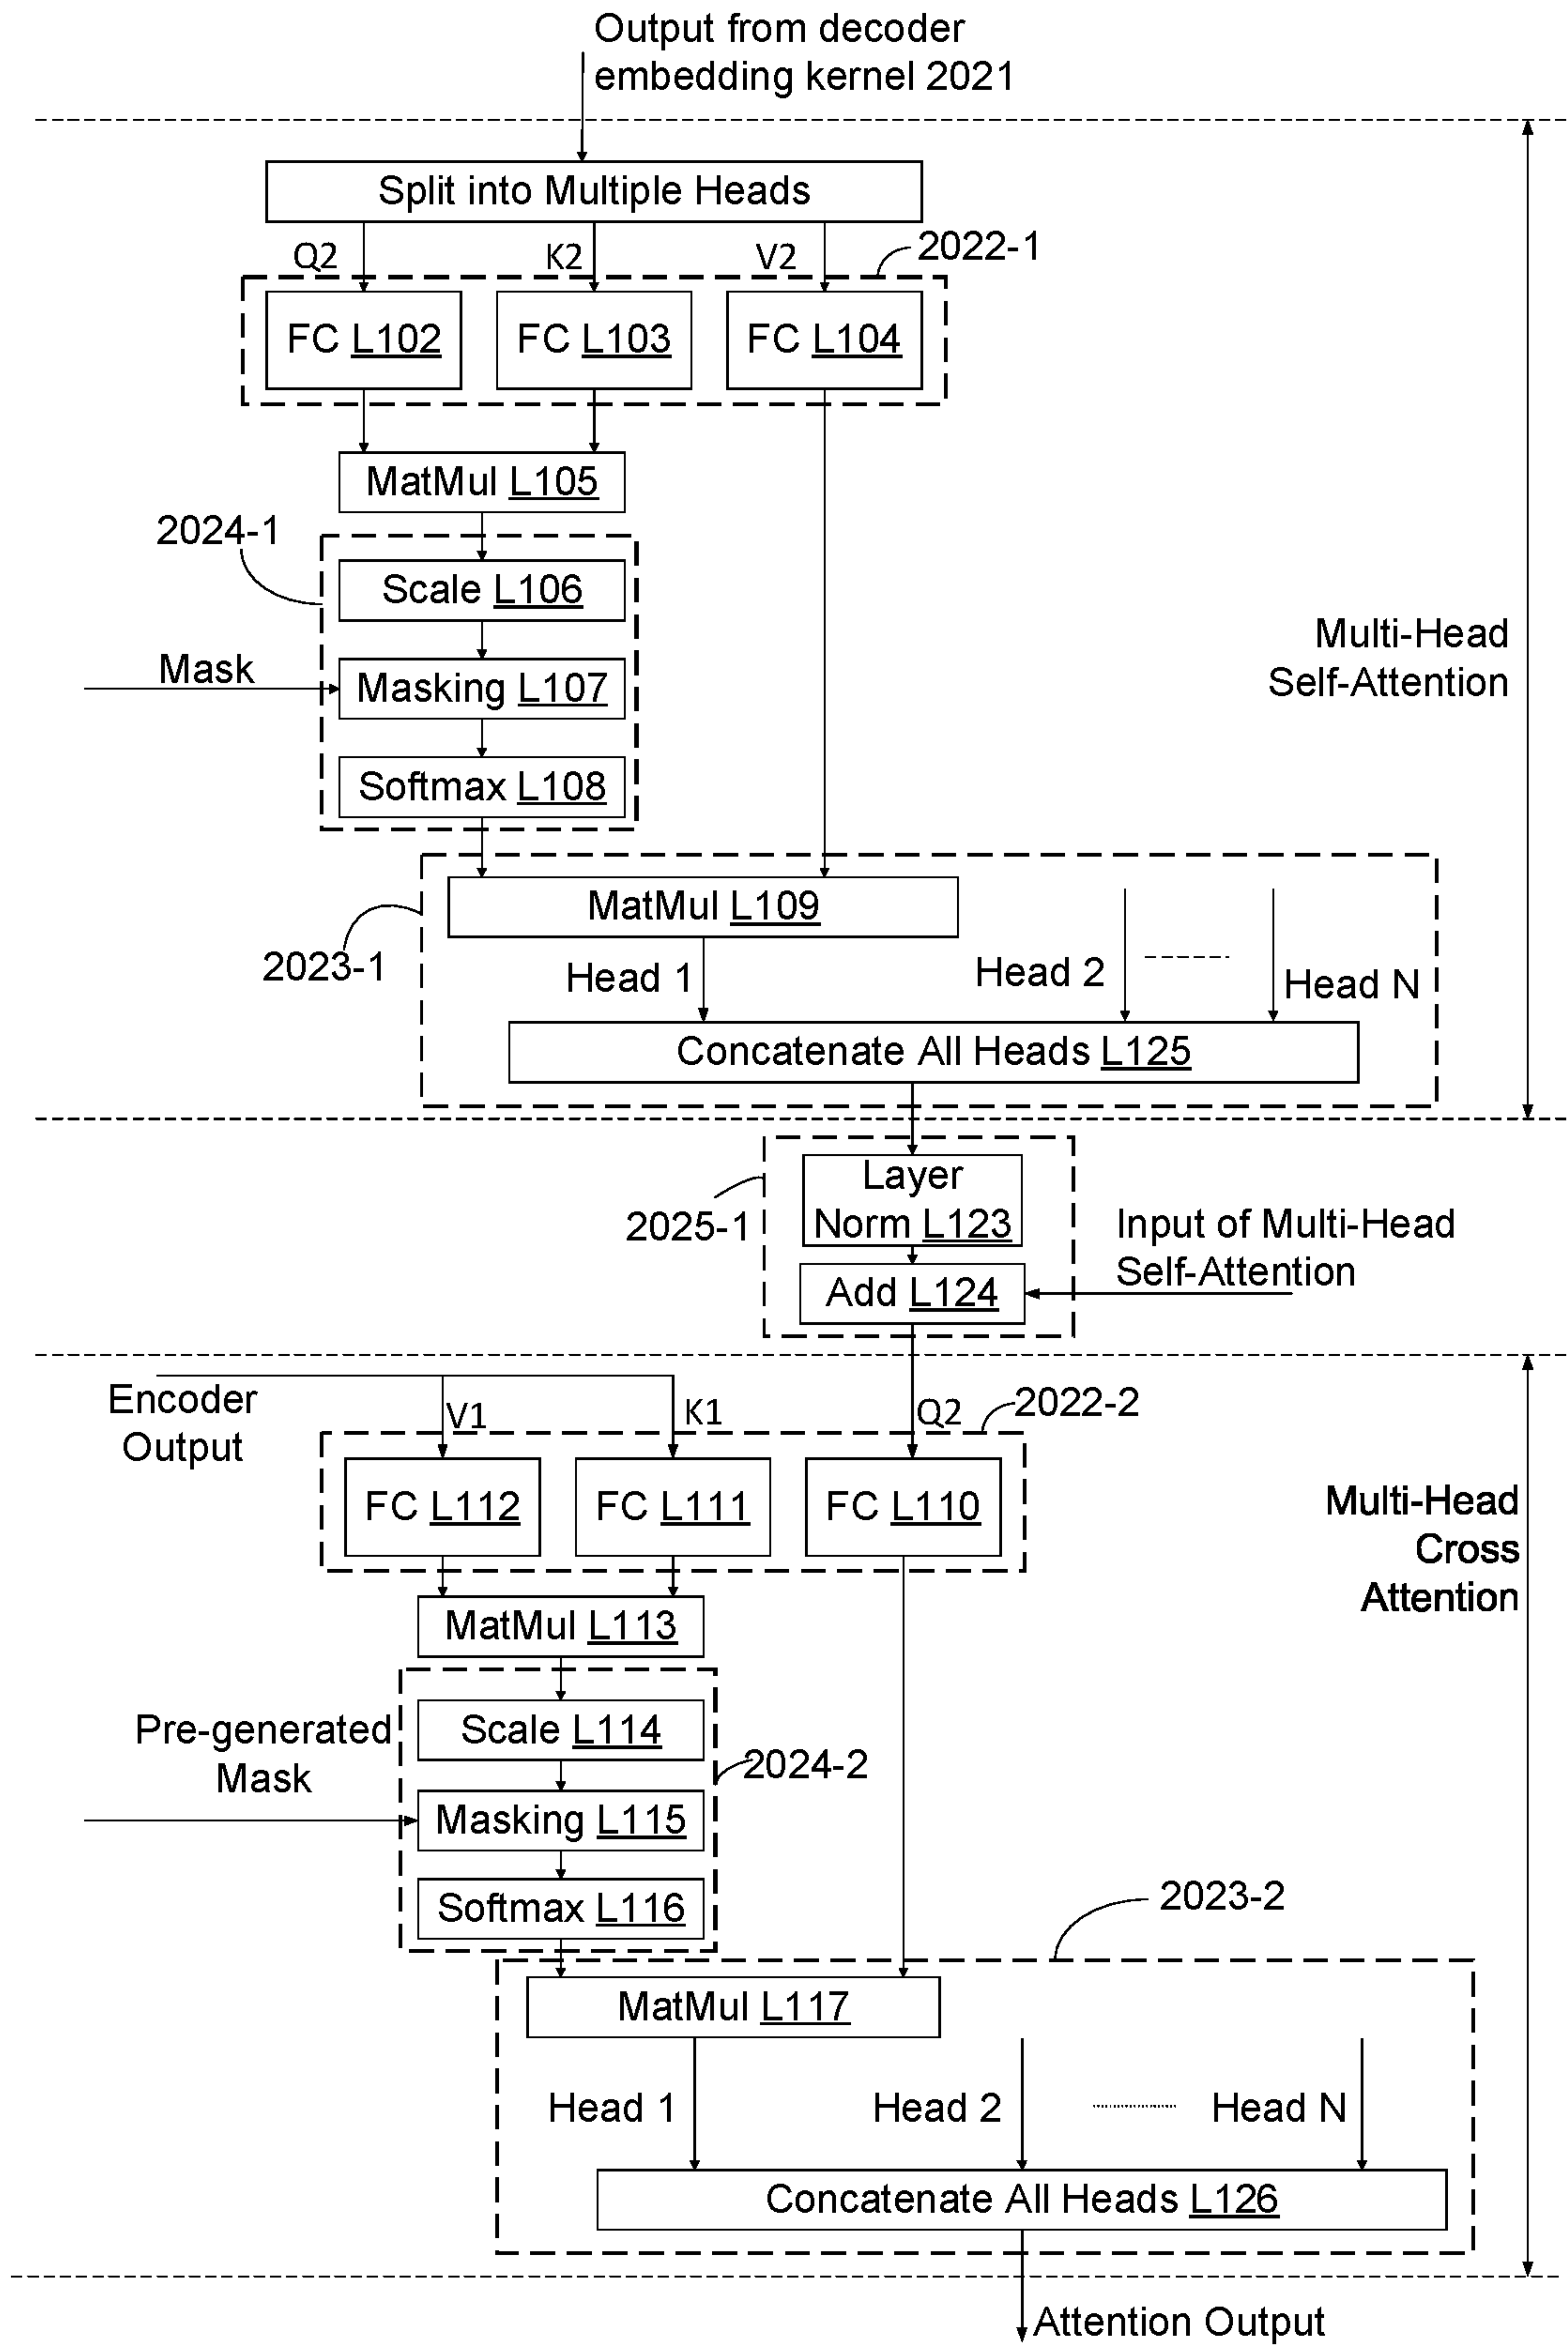 Output from decoder
embedding kernel 2021
Split into Multiple Heads
Q2
K2
V2
2022-1
FC L102
FC L103
FC L104
MatMul L105
2024-1
Scale L106
Mask
Masking L107
Softmax L108
Multi-Head
Self-Attention
MatMul L109
2023-1
Head 1
Head 2
Head N
Concatenate All Heads L125
Layer
Norm L123
2025-1
Input of Multi-Head
Self-Attention
Add L124
Encoder
Output
V1
K1
Q2
2022-2
FC L112
FC L111
FC L110
Multi-Head
Cross
Attention
MatMul L113
Pre-generated
Mask
Scale L114
2024-2
Masking L115
Softmax L116
2023-2
MatMul L117
Head 1
Head 2
Head N
Concatenate All Heads L126
Attention Output